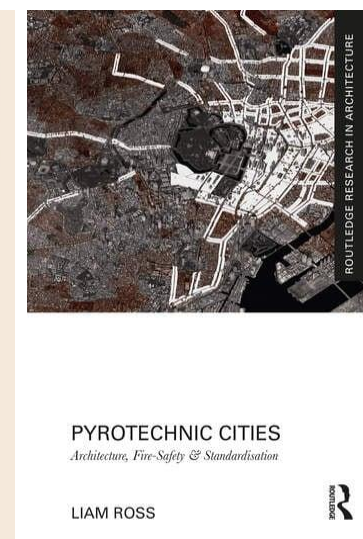 ROUTLEDGE RESEARCH IN ARCHITECTURE
PYROTECHNIC CITIES
Architecture, Fire-Safety & Standardisation
LIAM ROSS
ROUTLEDGE